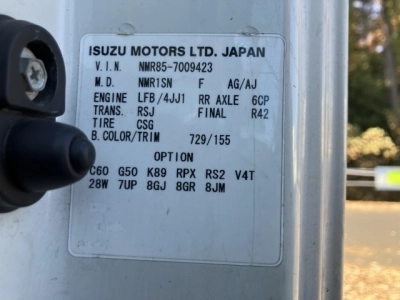 ISUZU MOTORS LTD. JAPAN
V.I.N. NMR85-7009423
M.D. NMR1SN F AG/AJ
ENGINE LFB/4JJ1 RR AXLE 6CP
TRANS. RSJ FINAL R42
TIRE CSG
B.COLOR/TRIM 729/155
OPTION
C60 G50 K89 RPX RS2 V4T
28W 7UP 8GJ 8GR 8JM